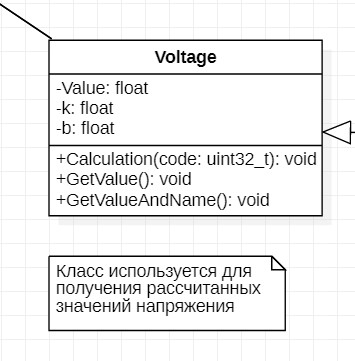 Voltage
-Value: float
-k: float
-b: float
+Calculation(code: uint32_t): void
+GetValue(): void
+GetValueAndName(): void
Класс используется для
получения рассчитанных
значений напряжения